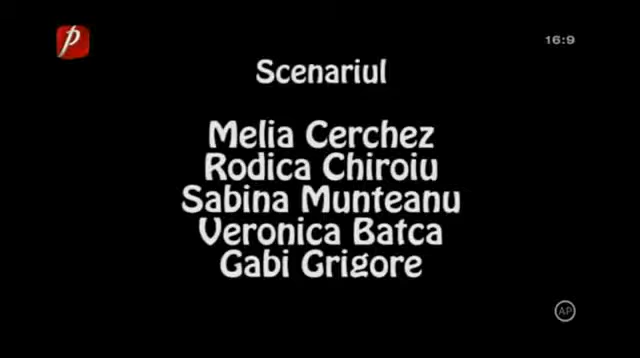 p
16:9
Scenariul
Melia Cerchez
Rodica Chiroiu
Sabina Munteanu
Veronica Batca
Gabi Grigore
AP